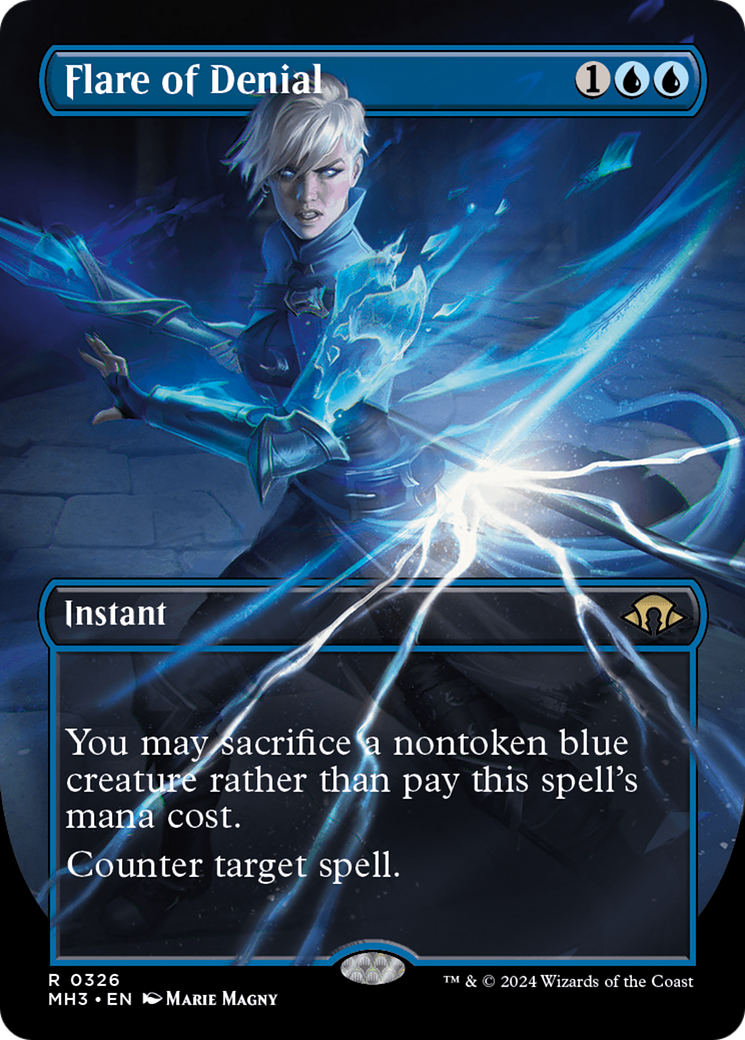 Flare of Denial 1
Instant
You may sacrifice a nontoken blue
creature rather than pay this spell's
mana cost.
Counter target spell.
R 0326
MH3 • EN Marie Magny
™ & © 2024 Wizards of the Coast